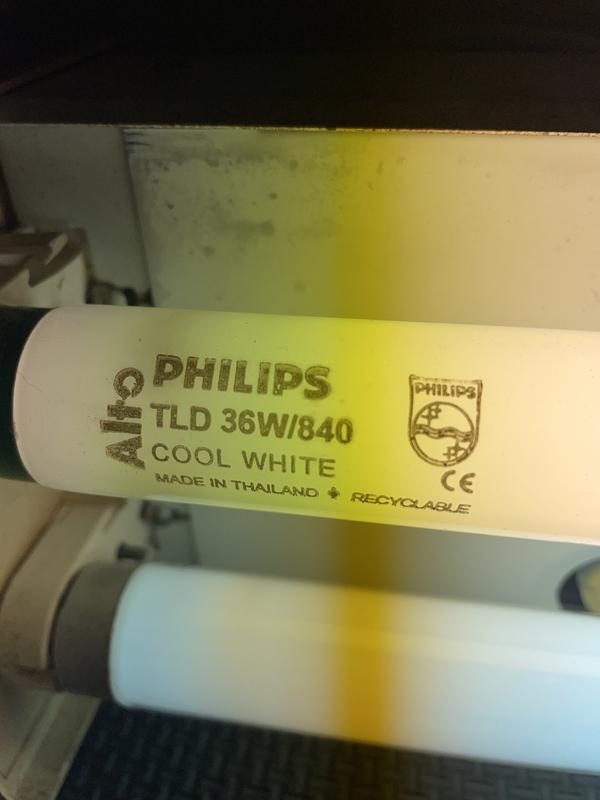 Alto
PHILIPS
TLD 36W/840
COOL WHITE
MADE IN THAILAND RECYCLABLE
PHILIPS
CE